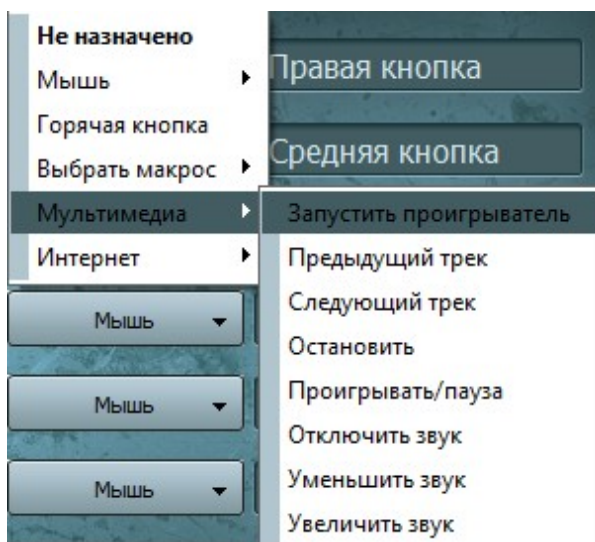 Не назначено
Мышь
Горячая кнопка
Выбрать макрос
Мультимедиа
Интернет
Правая кнопка
Средняя кнопка
Запустить проигрыватель
Предыдущий трек
Следующий трек
Остановить
Проигрывать/пауза
Отключить звук
Уменьшить звук
Увеличить звук
Мышь
Мышь
Мышь